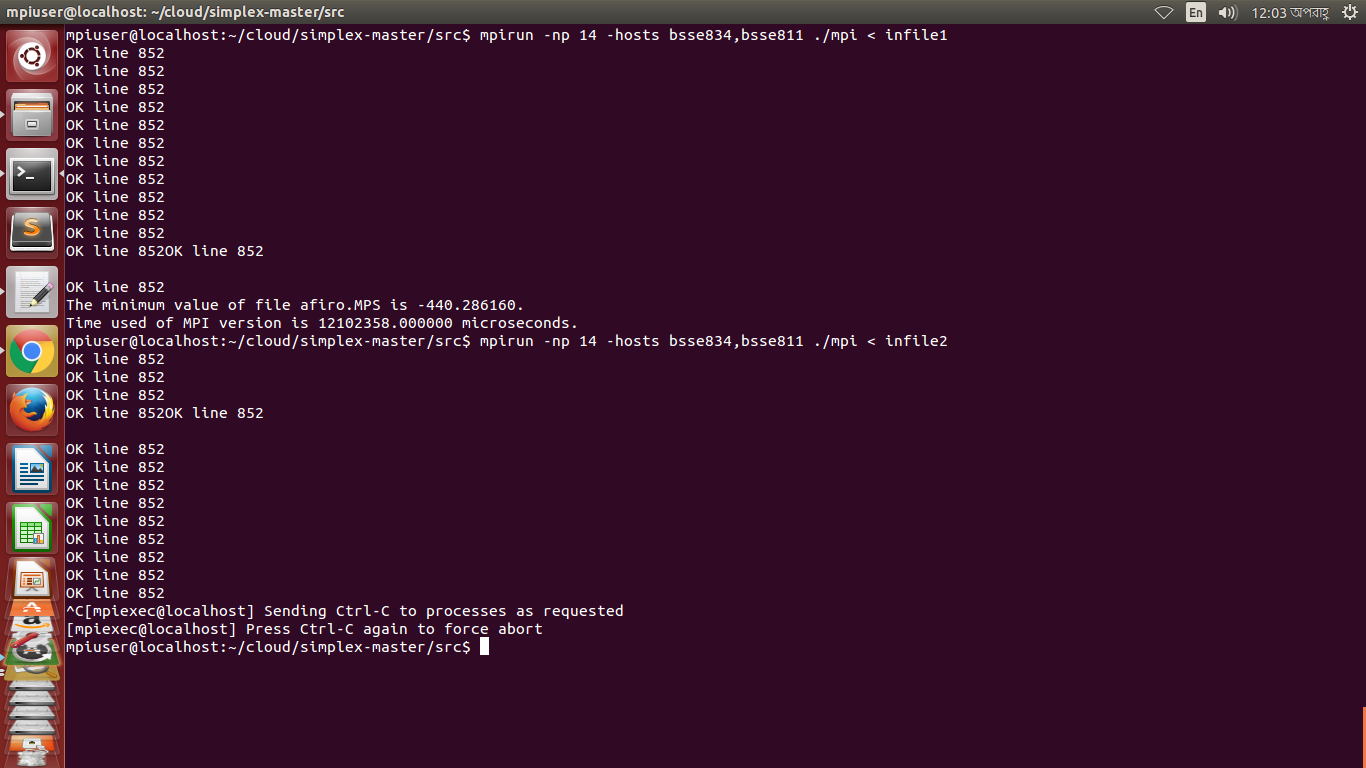 mpiuser@localhost: ~/cloud/simplex-master/src
En
12:03 অপরাহ্ণ
mpiuser@localhost:~/cloud/simplex-master/src$ mpirun -np 14 -hosts bsse834,bsse811 ./mpi < infile1
OK line 852
OK line 852
OK line 852
OK line 852
OK line 852
OK line 852
OK line 852
OK line 852
OK line 852
OK line 852
OK line 852
OK line 852OK line 852
OK line 852
The minimum value of file afiro.MPS is -440.286160.
Time used of MPI version is 12102358.000000 microseconds.
mpiuser@localhost:~/cloud/simplex-master/src$ mpirun -np 14 -hosts bsse834,bsse811 ./mpi < infile2
OK line 852
OK line 852
OK line 852
OK line 852OK line 852
OK line 852
OK line 852
OK line 852
OK line 852
OK line 852
OK line 852
OK line 852
OK line 852
OK line 852
^C[mpiexec@localhost] Sending Ctrl-C to processes as requested
[mpiexec@localhost] Press Ctrl-C again to force abort
mpiuser@localhost:~/cloud/simplex-master/src$